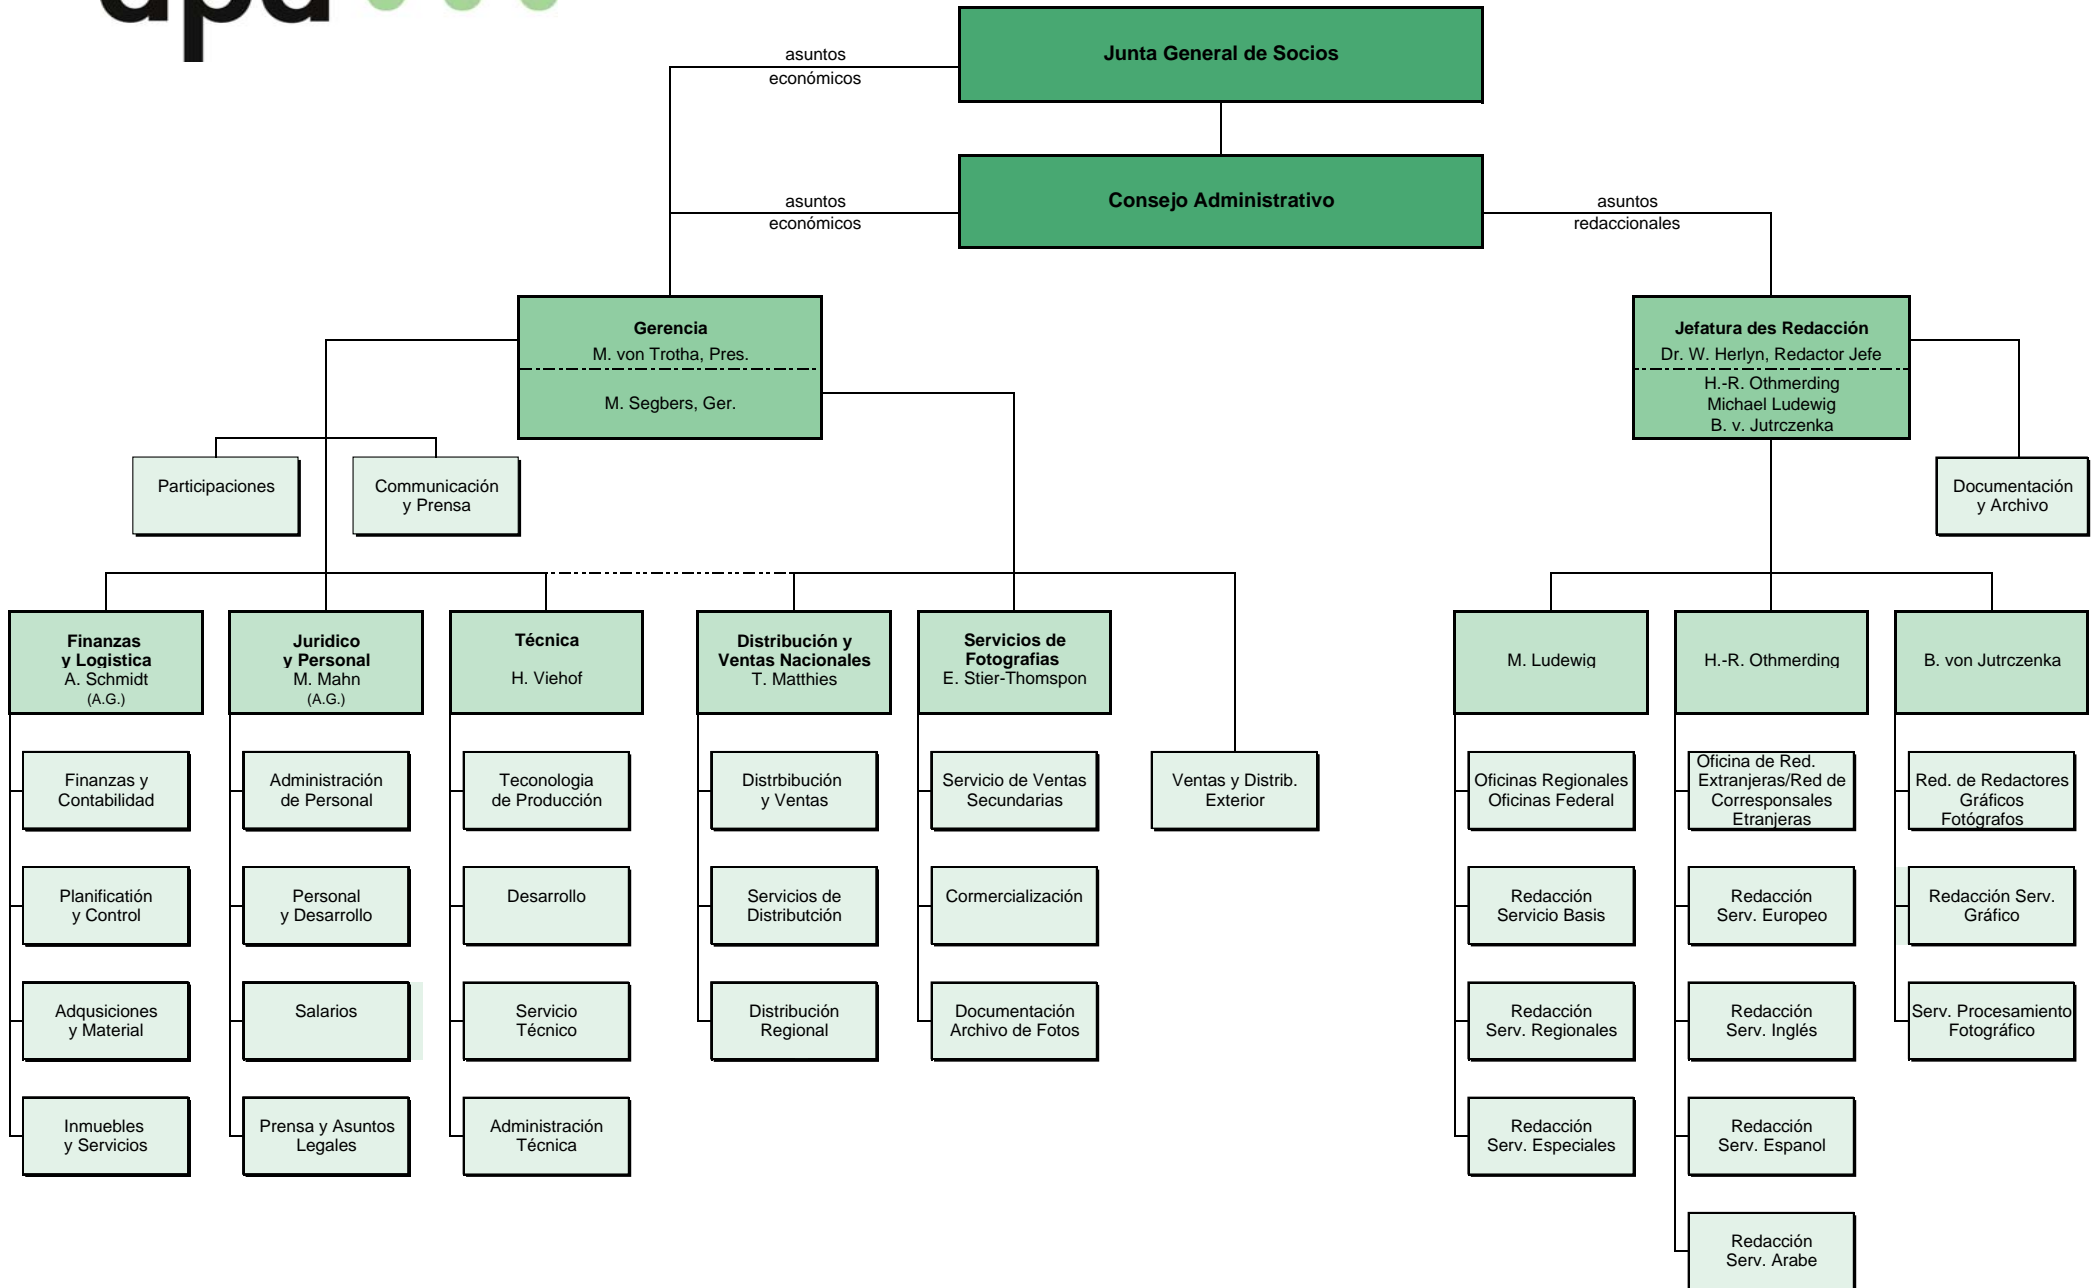 Junta General de Socios
asuntos
económicos
Consejo Administrativo
asuntos
económicos
asuntos
redaccionales
Gerencia
M. von Trotha, Pres.
M. Segbers, Ger.
Jefatura des Redacción
Dr. W. Herlyn, Redactor Jefe
H.-R. Othmerding
Michael Ludewig
B. v. Jutrczenka
Participaciones
Communicación
y Prensa
Documentación
y Archivo
Finanzas
y Logistica
A. Schmidt
(A.G.)
Juridico
y Personal
M. Mahn
(A.G.)
Técnica
H. Viehof
Distribución y
Ventas Nacionales
T. Matthies
Servicios de
Fotografias
E. Stier-Thomspon
M. Ludewig
H.-R. Othmerding
B. von Jutrczenka
Finanzas y
Contabilidad
Administración
de Personal
Teconologia
de Producción
Distrbibución
y Ventas
Servicio de Ventas
Secundarias
Ventas y Distrib.
Exterior
Oficinas Regionales
Oficinas Federal
Oficina de Red.
Extranjeras/Red de
Corresponsales
Etranjeras
Red. de Redactores
Gráficos
Fotógrafos
Planificatión
y Control
Personal
y Desarrollo
Desarrollo
Servicios de
Distributción
Cormercialización
Redacción
Servicio Basis
Redacción
Serv. Europeo
Redacción Serv.
Gráfico
Adqusiciones
y Material
Salarios
Servicio
Técnico
Distribución
Regional
Documentación
Archivo de Fotos
Redacción
Serv. Regionales
Redacción
Serv. Inglés
Serv. Procesamiento
Fotográfico
Inmuebles
y Servicios
Prensa y Asuntos
Legales
Administración
Técnica
Redacción
Serv. Especiales
Redacción
Serv. Espanol
Redacción
Serv. Arabe